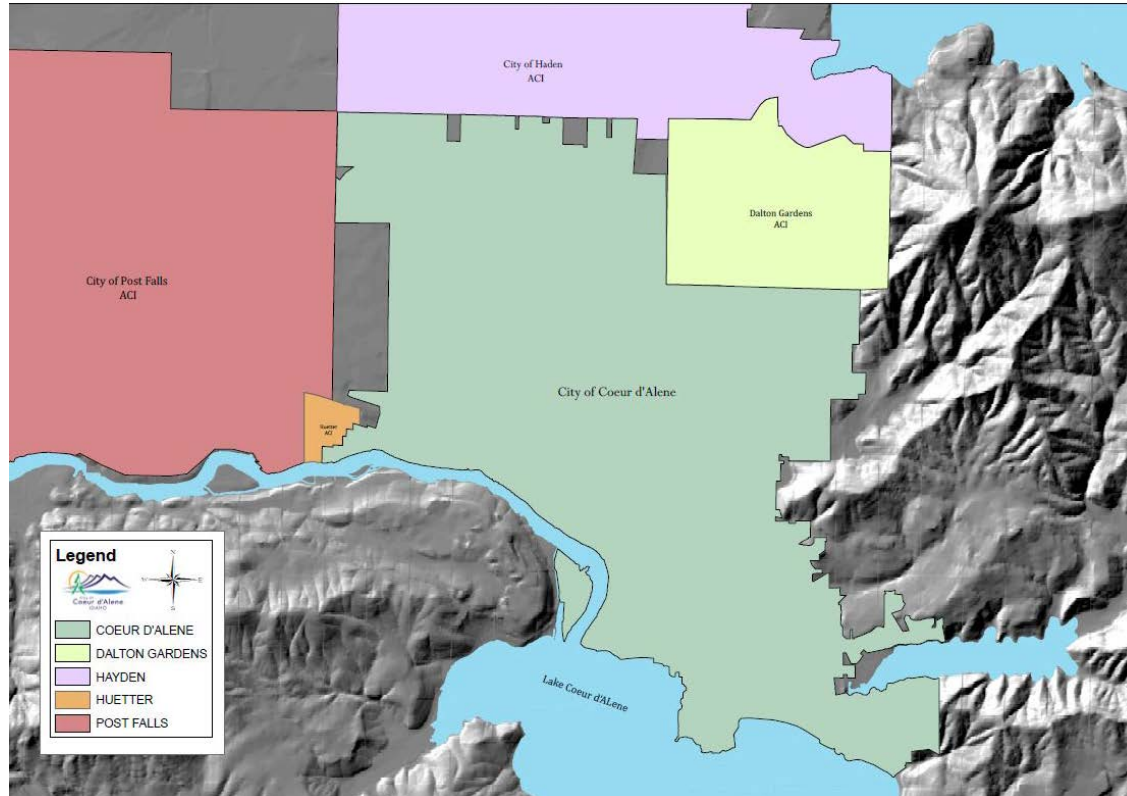 City of Haden
ACI
Dalton Gardens
ACI
City of Post Falls
ACI
City of Coeur d'Alene
Huetter
ACI
Lake Coeur d'ALene
Legend
N
W
E
S
Coeur d'Alene
IDAHO
COEUR D'ALENE
DALTON GARDENS
HAYDEN
HUETTER
POST FALLS